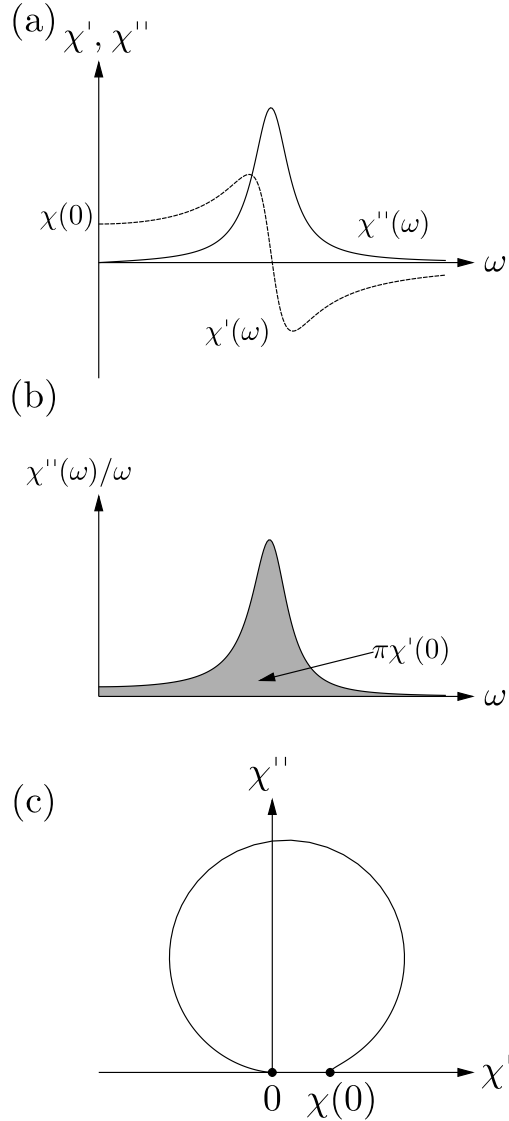 (a)
χ', χ''
χ(0)
χ''(ω)
ω
χ'(ω)
(b)
χ''(ω)/ω
πχ'(0)
ω
(c)
χ''
χ'
0 χ(0)